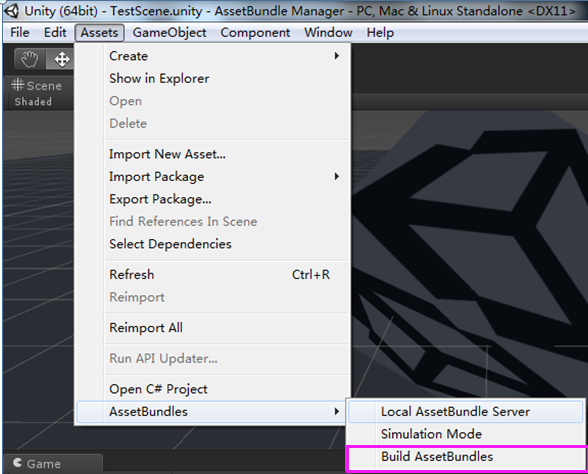 Unity (64bit) - TestScene.unity - AssetBundle Manager - PC, Mac & Linux Standalone <DX11>
File Edit Assets GameObject Component Window Help
Scene
Shaded
Create
Show in Explorer
Open
Delete
Import New Asset...
Import Package
Export Package...
Find References In Scene
Select Dependencies
Refresh Ctrl+R
Reimport
Reimport All
Run API Updater...
Open C# Project
AssetBundles
Local AssetBundle Server
Simulation Mode
Build AssetBundles
Game